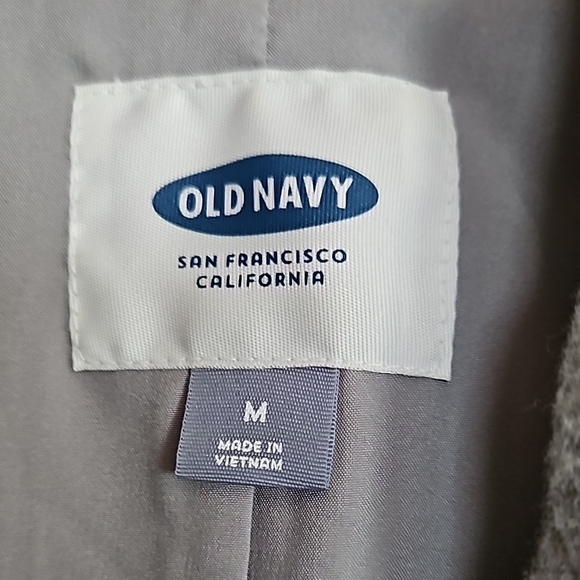 OLD NAVY
SAN FRANCISCO
CALIFORNIA
M
MADE IN
VIETNAM